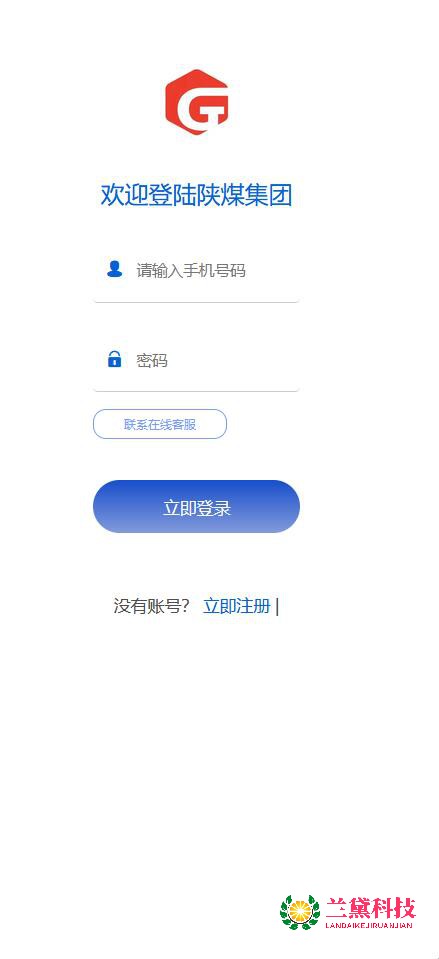 欢迎登陆陕煤集团
请输入手机号码
密码
联系在线客服
立即登录
没有账号? 立即注册 |
兰黛科技
LANDAIKEJIRUANJIAN